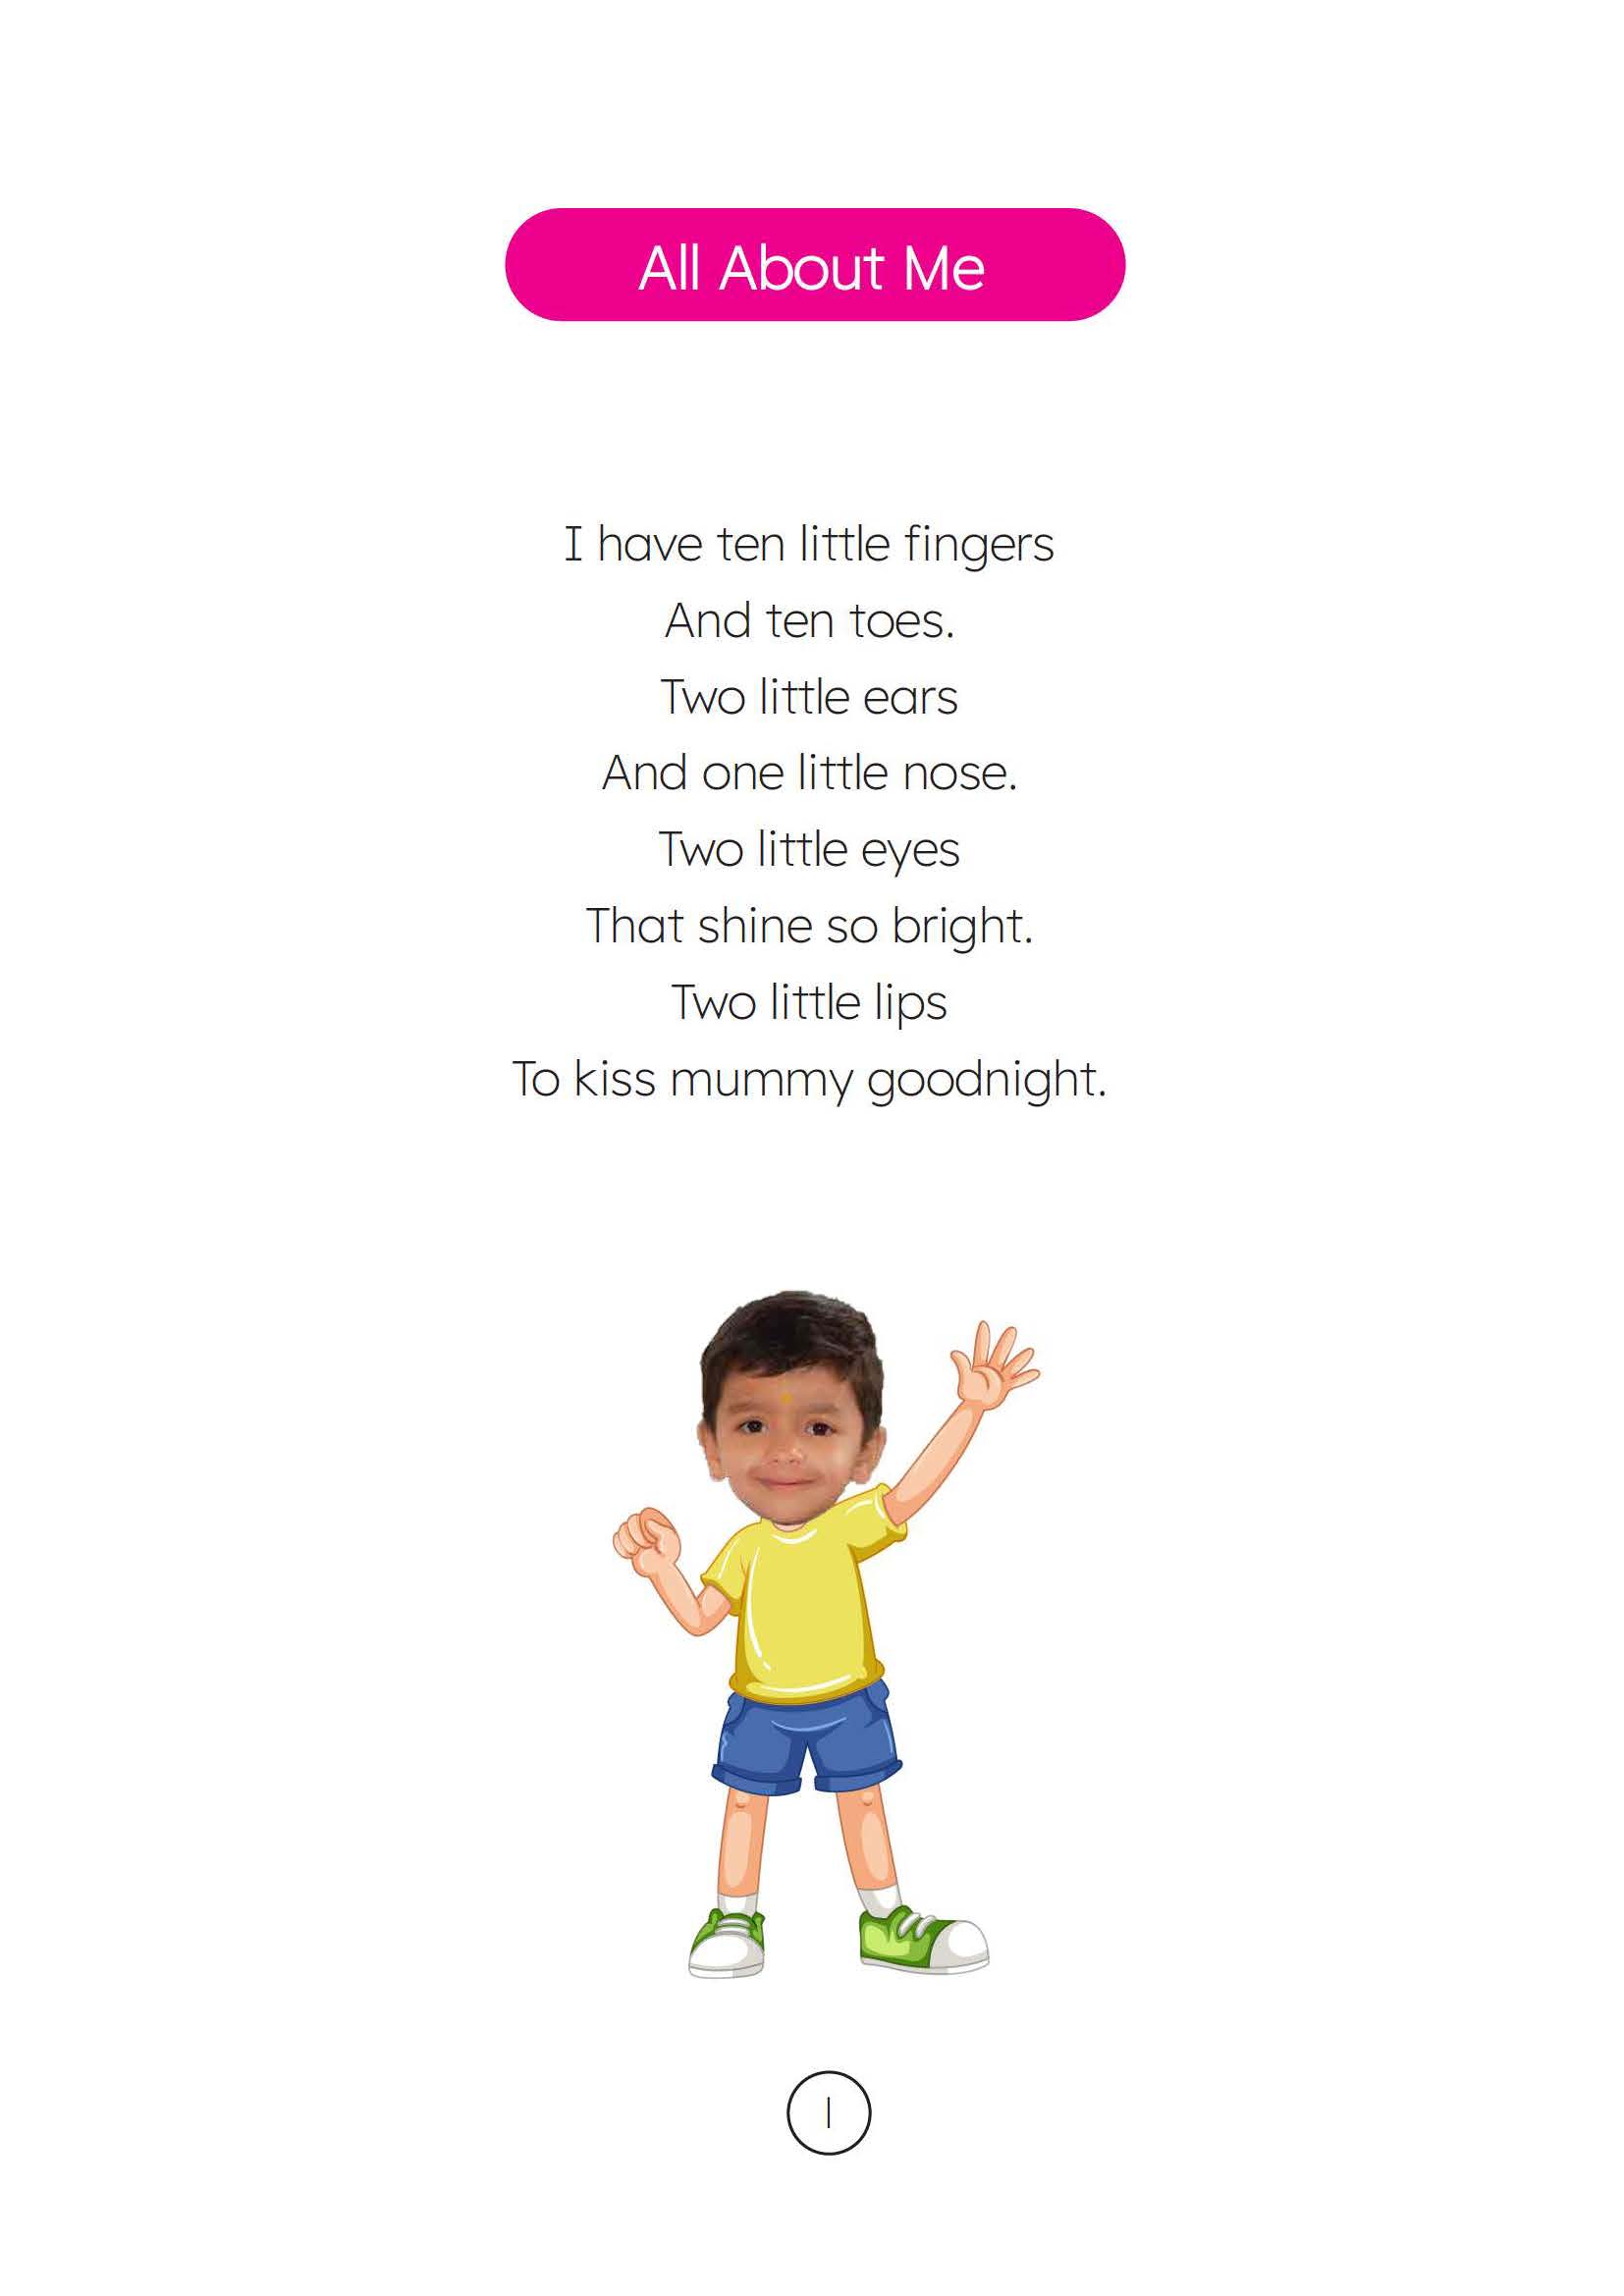 All About Me
I have ten little fingers
And ten toes.
Two little ears
And one little nose.
Two little eyes
That shine so bright.
Two little lips
To kiss mummy goodnight.
1